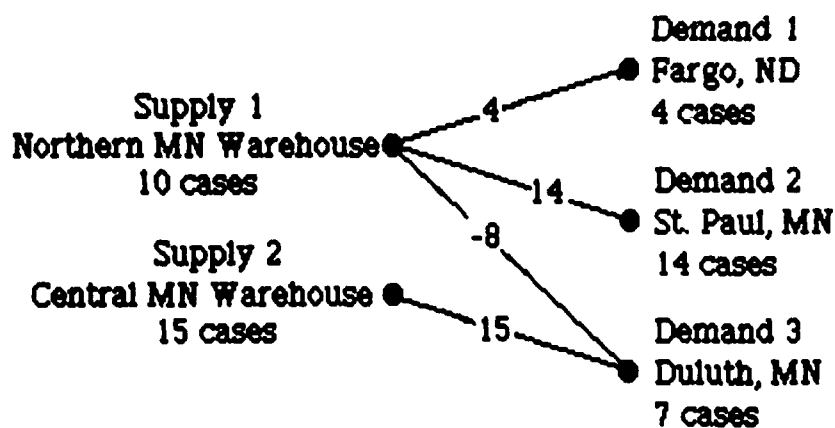 Supply 1
Northern MN Warehouse
10 cases
Supply 2
Central MN Warehouse
15 cases
4
14
-8
15
Demand 1
Fargo, ND
4 cases
Demand 2
St. Paul, MN
14 cases
Demand 3
Duluth, MN
7 cases